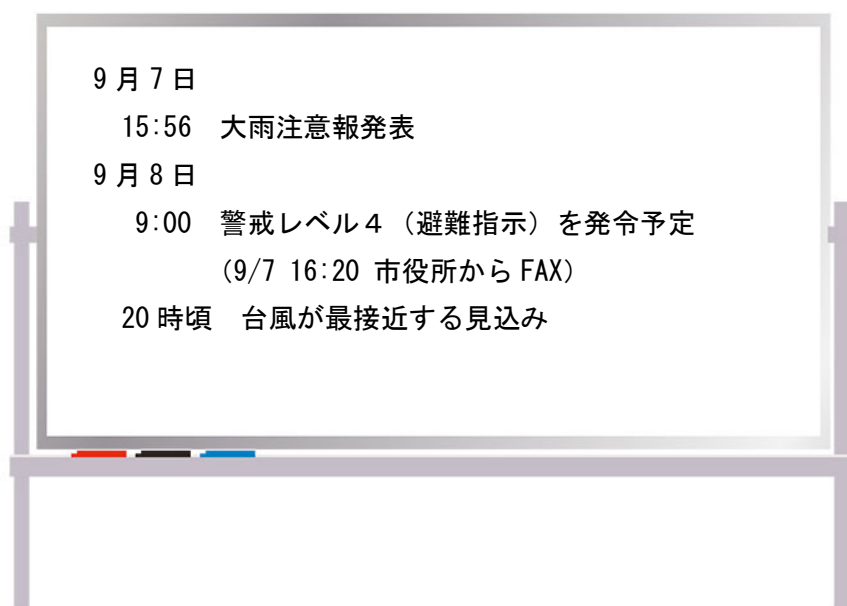 9月7日
15:56 大雨注意報発表
9月8日
9:00 警戒レベル４（避難指示）を発令予定
（9/7 16:20 市役所からFAX）
20時頃 台風が最接近する見込み